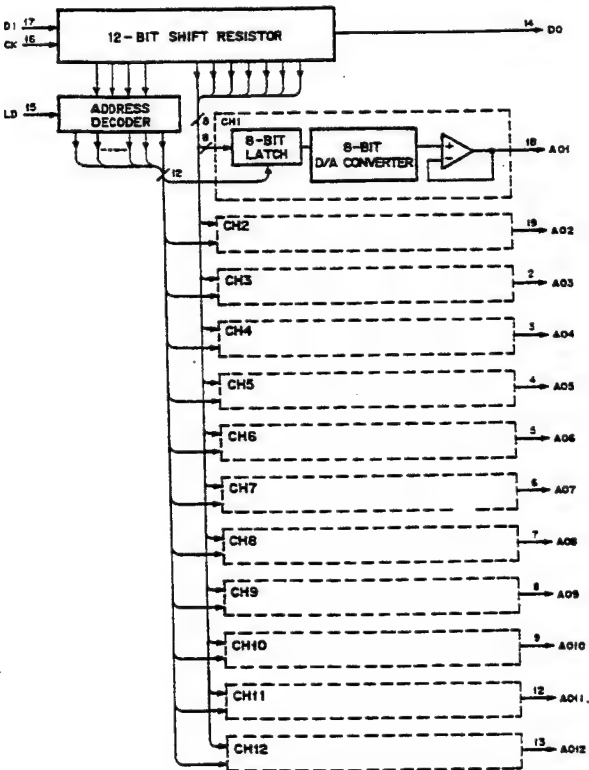 DI 17
CK 16
12-BIT SHIFT RESISTOR
14 DO
LD 15
ADDRESS DECODER
8
8
12
CH1
8-BIT LATCH
8-BIT D/A CONVERTER
+
−
18 AO1
CH2
19 AO2
CH3
2 AO3
CH4
3 AO4
CH5
4 AO5
CH6
5 AO6
CH7
6 AO7
CH8
7 AO8
CH9
8 AO9
CH10
9 AO10
CH11
12 AO11
CH12
13 AO12